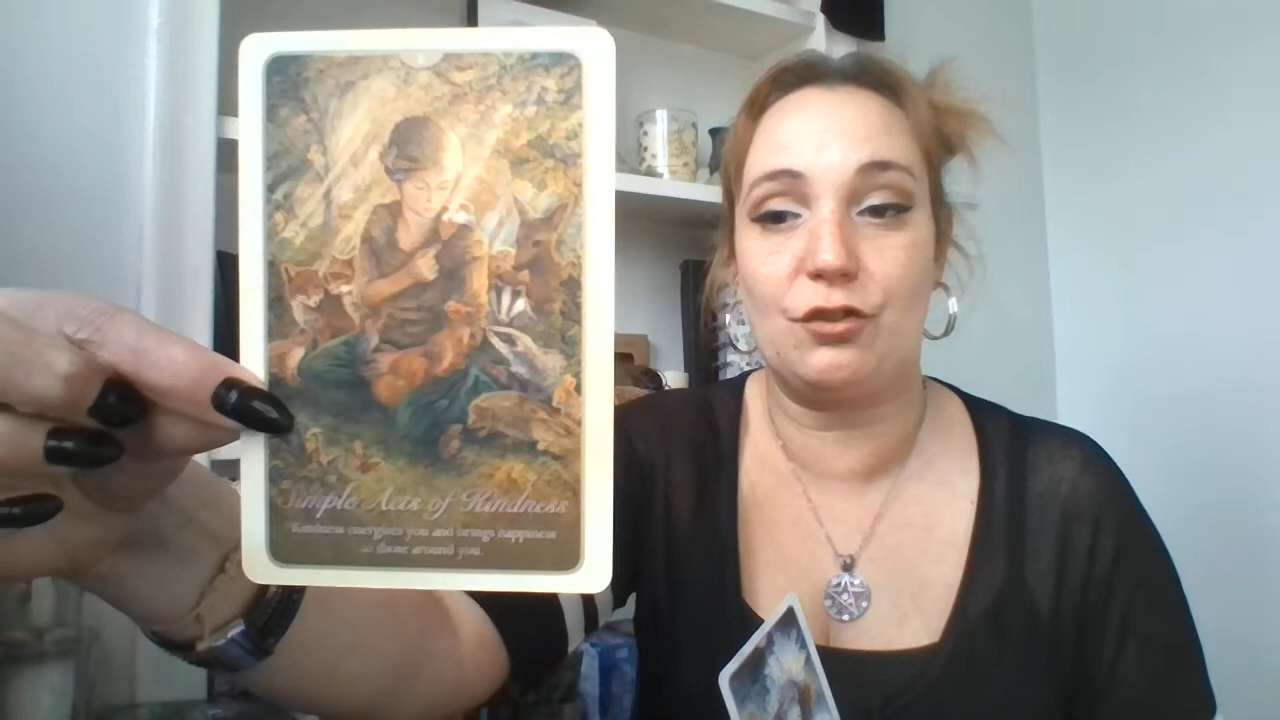 Simple Acts of Kindness
Kindness energizes you and brings happiness
to those around you.